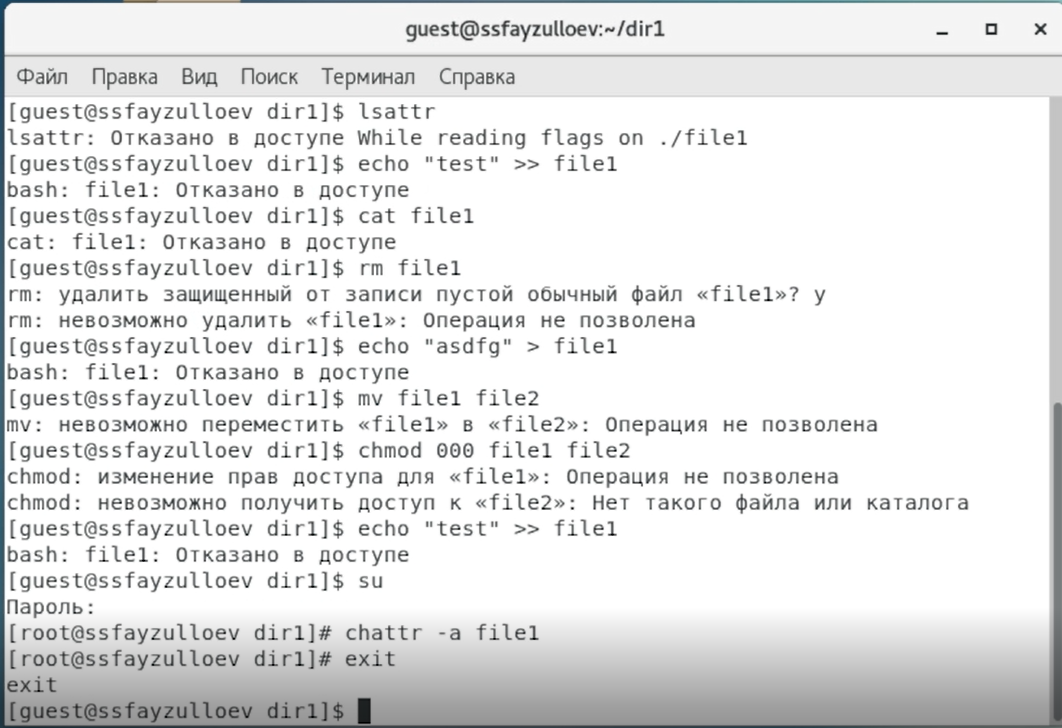 guest@ssfayzulloev:~/dir1
Файл Правка Вид Поиск Терминал Справка
[guest@ssfayzulloev dir1]$ lsattr
lsattr: Отказано в доступе While reading flags on ./file1
[guest@ssfayzulloev dir1]$ echo "test" >> file1
bash: file1: Отказано в доступе
[guest@ssfayzulloev dir1]$ cat file1
cat: file1: Отказано в доступе
[guest@ssfayzulloev dir1]$ rm file1
rm: удалить защищенный от записи пустой обычный файл «file1»? y
rm: невозможно удалить «file1»: Операция не позволена
[guest@ssfayzulloev dir1]$ echo "asdfg" > file1
bash: file1: Отказано в доступе
[guest@ssfayzulloev dir1]$ mv file1 file2
mv: невозможно переместить «file1» в «file2»: Операция не позволена
[guest@ssfayzulloev dir1]$ chmod 000 file1 file2
chmod: изменение прав доступа для «file1»: Операция не позволена
chmod: невозможно получить доступ к «file2»: Нет такого файла или каталога
[guest@ssfayzulloev dir1]$ echo "test" >> file1
bash: file1: Отказано в доступе
[guest@ssfayzulloev dir1]$ su
Пароль:
[root@ssfayzulloev dir1]# chattr -a file1
[root@ssfayzulloev dir1]# exit
exit
[guest@ssfayzulloev dir1]$